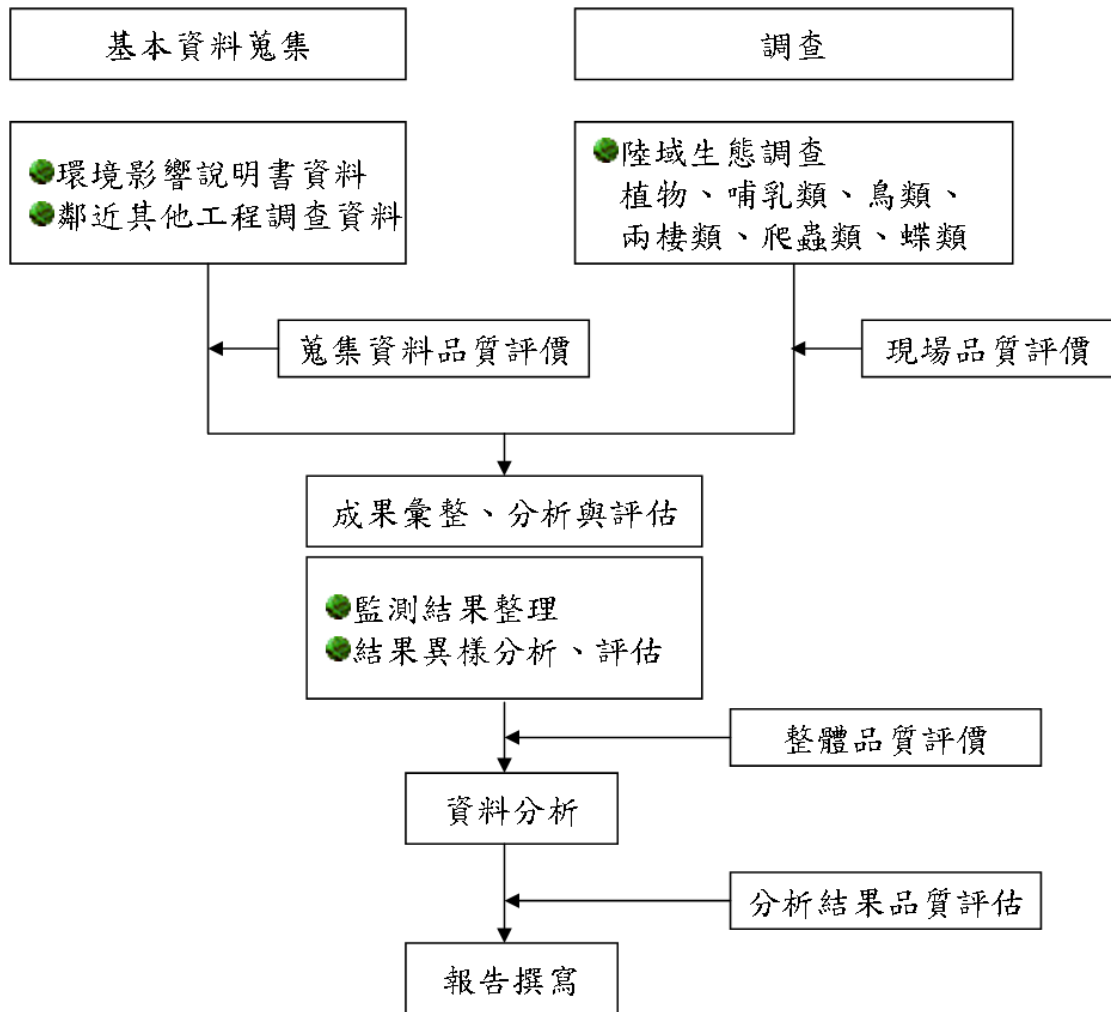 基本資料蒐集
調查
環境影響說明書資料
鄰近其他工程調查資料
陸域生態調查
植物、哺乳類、鳥類、
兩棲類、爬蟲類、蝶類
蒐集資料品質評價
現場品質評價
成果彙整、分析與評估
監測結果整理
結果異樣分析、評估
整體品質評價
資料分析
分析結果品質評估
報告撰寫